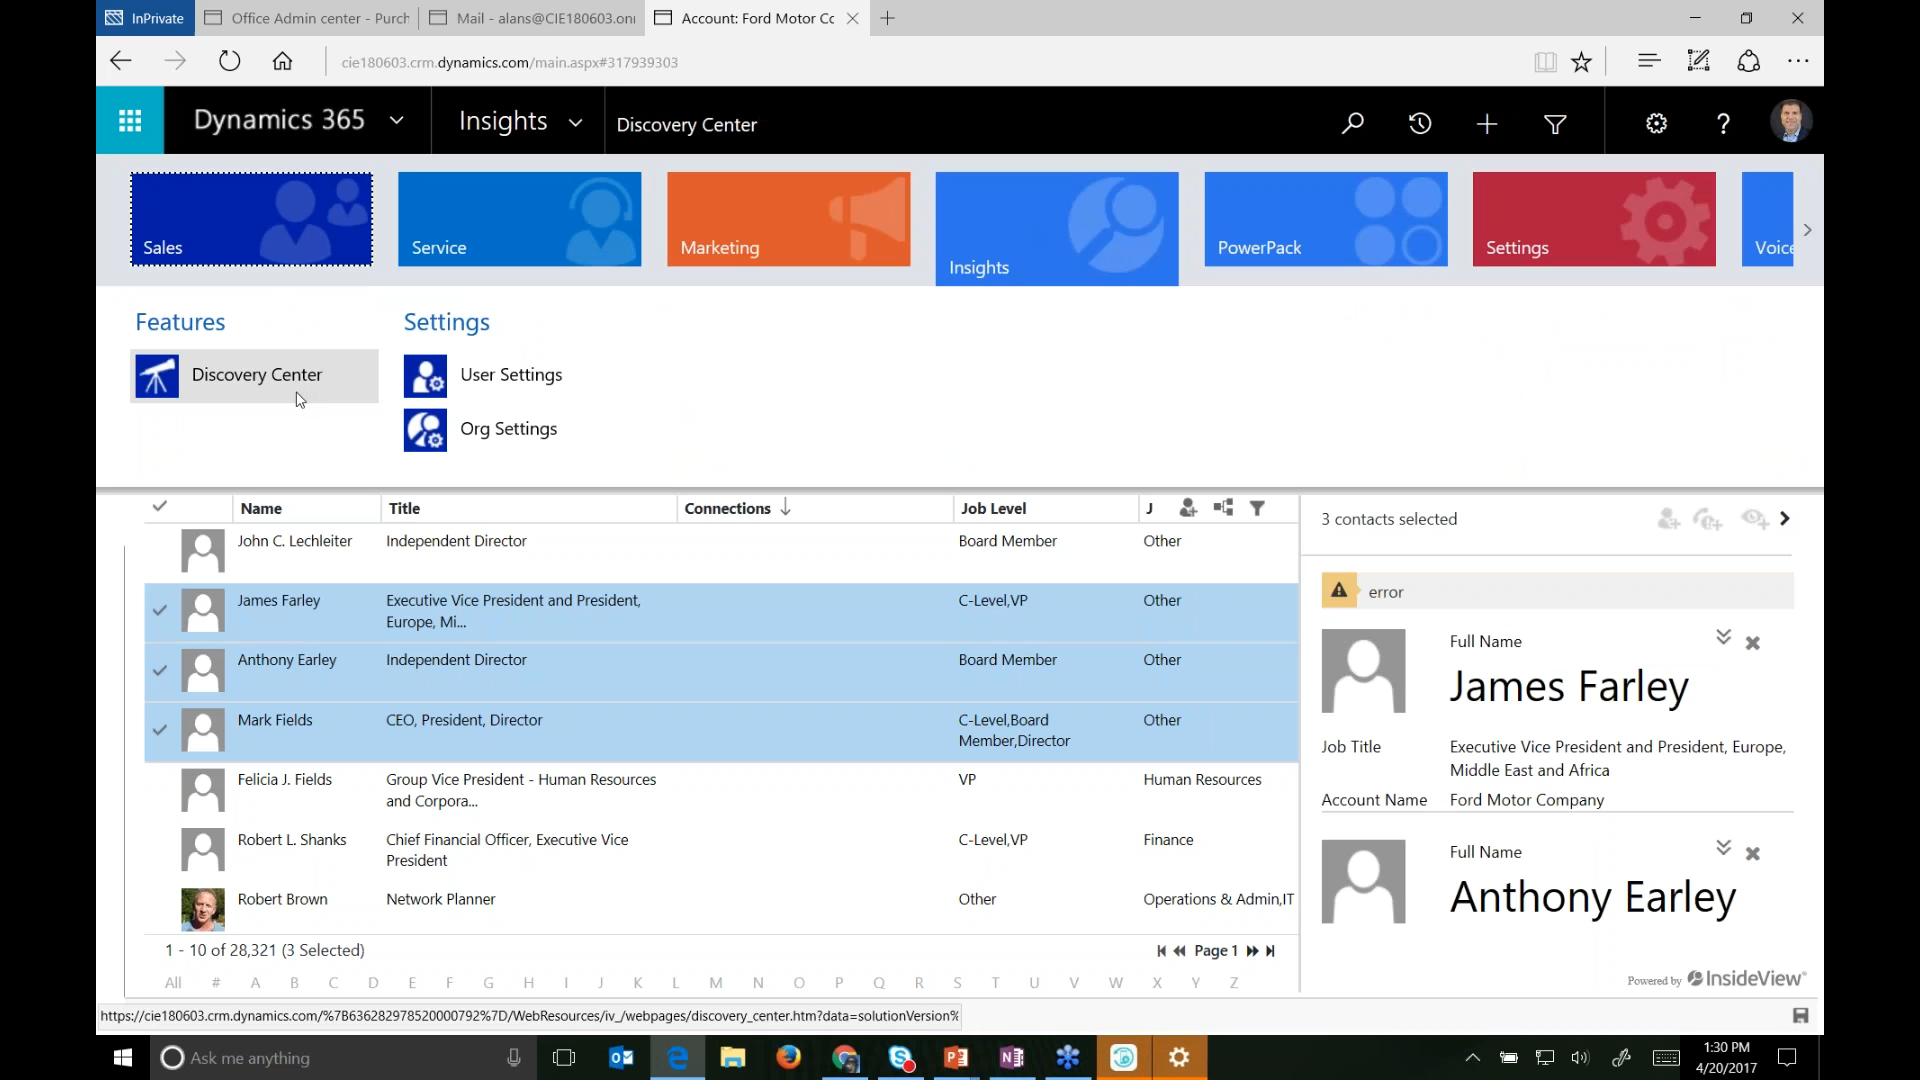 InPrivate
Office Admin center - Purch
Mail - alans@CIE180603.oni
Account: Ford Motor Cc
cie180603.crm.dynamics.com/main.aspx#317939303
Dynamics 365
Insights
Discovery Center
Sales
Service
Marketing
Insights
PowerPack
Settings
Voice
Features
Settings
Discovery Center
User Settings
Org Settings
Name Title Connections Job Level J
John C. Lechleiter Independent Director Board Member Other
James Farley Executive Vice President and President, C-Level,VP Other
Europe, Mi...
Anthony Earley Independent Director Board Member Other
Mark Fields CEO, President, Director C-Level,Board Other
Member,Director
Felicia J. Fields Group Vice President - Human Resources VP Human Resources
and Corpora...
Robert L. Shanks Chief Financial Officer, Executive Vice C-Level,VP Finance
President
Robert Brown Network Planner Other Operations & Admin,IT
1 - 10 of 28,321 (3 Selected)
Page 1
All # A B C D E F G H I J K L M N O P Q R S T U V W X Y Z
3 contacts selected
error
Full Name
James Farley
Job Title Executive Vice President and President, Europe,
Middle East and Africa
Account Name Ford Motor Company
Full Name
Anthony Earley
Powered by InsideView
https://cie180603.crm.dynamics.com/%7B636282978520000792%7D/WebResources/iv_/webpages/discovery_center.htm?data=solutionVersion%
Ask me anything
1:30 PM
4/20/2017